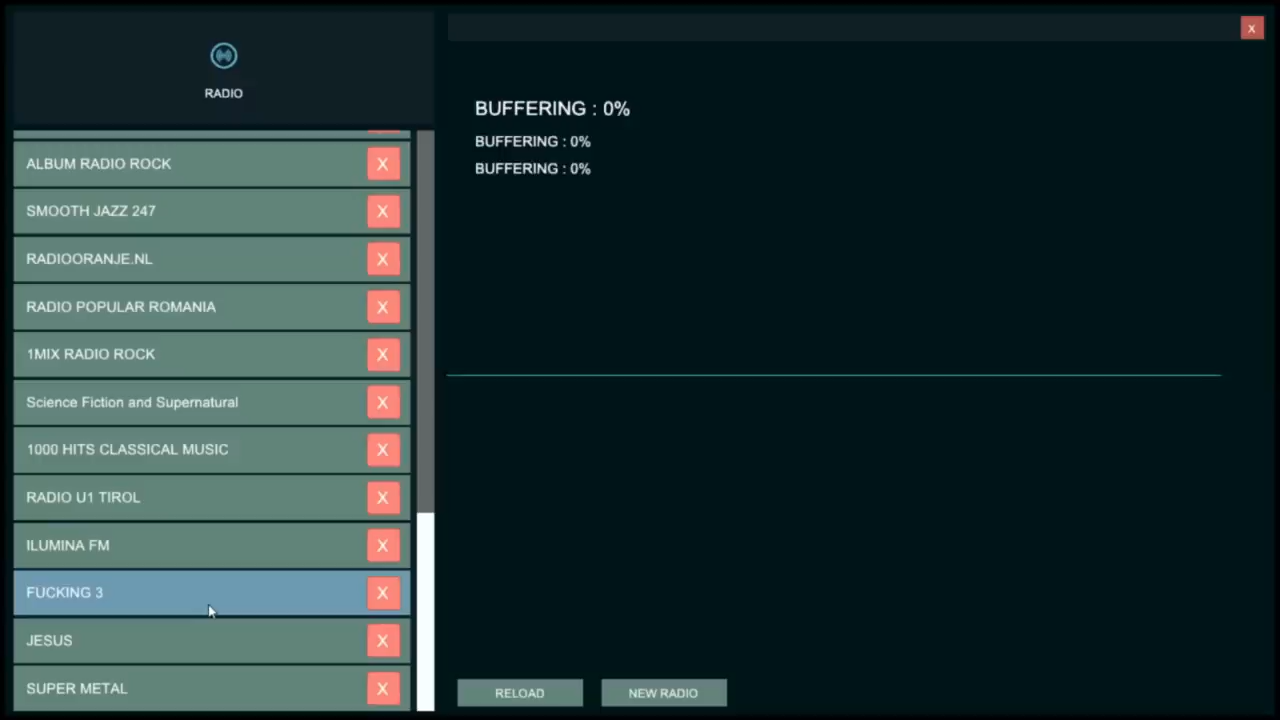 RADIO
X
BUFFERING : 0%
BUFFERING : 0%
BUFFERING : 0%
ALBUM RADIO ROCK X
SMOOTH JAZZ 247 X
RADIOORANJE.NL X
RADIO POPULAR ROMANIA X
1MIX RADIO ROCK X
Science Fiction and Supernatural X
1000 HITS CLASSICAL MUSIC X
RADIO U1 TIROL X
ILUMINA FM X
FUCKING 3 X
JESUS X
SUPER METAL X
RELOAD
NEW RADIO